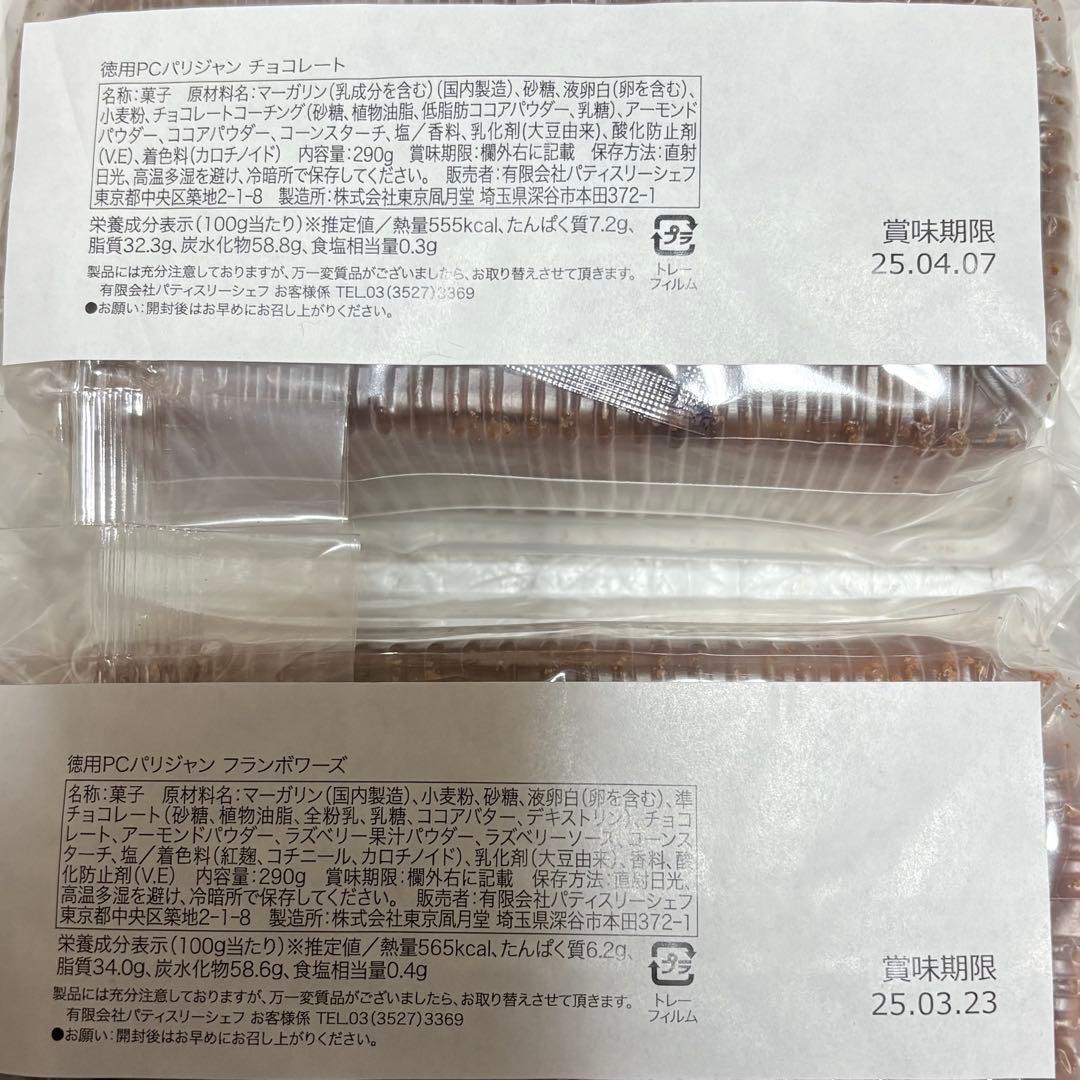 徳用PCパリジャン チョコレート
名称:菓子 原材料名:マーガリン(乳成分を含む)(国内製造)、砂糖、液卵白(卵を含む)、
小麦粉、チョコレートコーチング(砂糖、植物油脂、低脂肪ココアパウダー、乳糖)、アーモンド
パウダー、ココアパウダー、コーンスターチ、塩/香料、乳化剤(大豆由来)、酸化防止剤
(V.E)、着色料(カロチノイド) 内容量:290g 賞味期限:欄外右に記載 保存方法:直射
日光、高温多湿を避け、冷暗所で保存してください。 販売者:有限会社パティスリーシェフ
東京都中央区築地2-1-8 製造所:株式会社東京凮月堂 埼玉県深谷市本田372-1
栄養成分表示(100g当たり)※推定値/熱量555kcal、たんぱく質7.2g、
脂質32.3g、炭水化物58.8g、食塩相当量0.3g
製品には充分注意しておりますが、万一変質品がございましたら、お取り替えさせて頂きます。
有限会社パティスリーシェフ お客様係 TEL.03(3527)3369
●お願い:開封後はお早めにお召し上がりください。
プラ
トレー
フィルム
賞味期限
25.04.07
徳用PCパリジャン フランボワーズ
名称:菓子 原材料名:マーガリン(国内製造)、小麦粉、砂糖、液卵白(卵を含む)、準
チョコレート(砂糖、植物油脂、全粉乳、乳糖、ココアバター、デキストリン)、チョコ
レート、アーモンドパウダー、ラズベリー果汁パウダー、ラズベリーソース、コーンス
ターチ、塩/着色料(紅麹、コチニール、カロチノイド)、乳化剤(大豆由来)、香料、酸
化防止剤(V.E) 内容量:290g 賞味期限:欄外右に記載 保存方法:直射日光、
高温多湿を避け、冷暗所で保存してください。 販売者:有限会社パティスリーシェフ
東京都中央区築地2-1-8 製造所:株式会社東京凮月堂 埼玉県深谷市本田372-1
栄養成分表示(100g当たり)※推定値/熱量565kcal、たんぱく質6.2g、
脂質34.0g、炭水化物58.6g、食塩相当量0.4g
製品には充分注意しておりますが、万一変質品がございましたら、お取り替えさせて頂きます。
有限会社パティスリーシェフ お客様係 TEL.03(3527)3369
●お願い:開封後はお早めにお召し上がりください。
プラ
トレー
フィルム
賞味期限
25.03.23